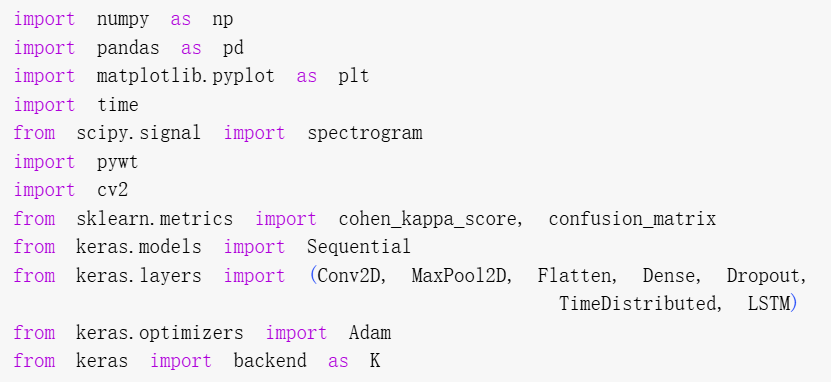 import numpy as np
import pandas as pd
import matplotlib.pyplot as plt
import time
from scipy.signal import spectrogram
import pywt
import cv2
from sklearn.metrics import cohen_kappa_score, confusion_matrix
from keras.models import Sequential
from keras.layers import (Conv2D, MaxPool2D, Flatten, Dense, Dropout,
TimeDistributed, LSTM)
from keras.optimizers import Adam
from keras import backend as K